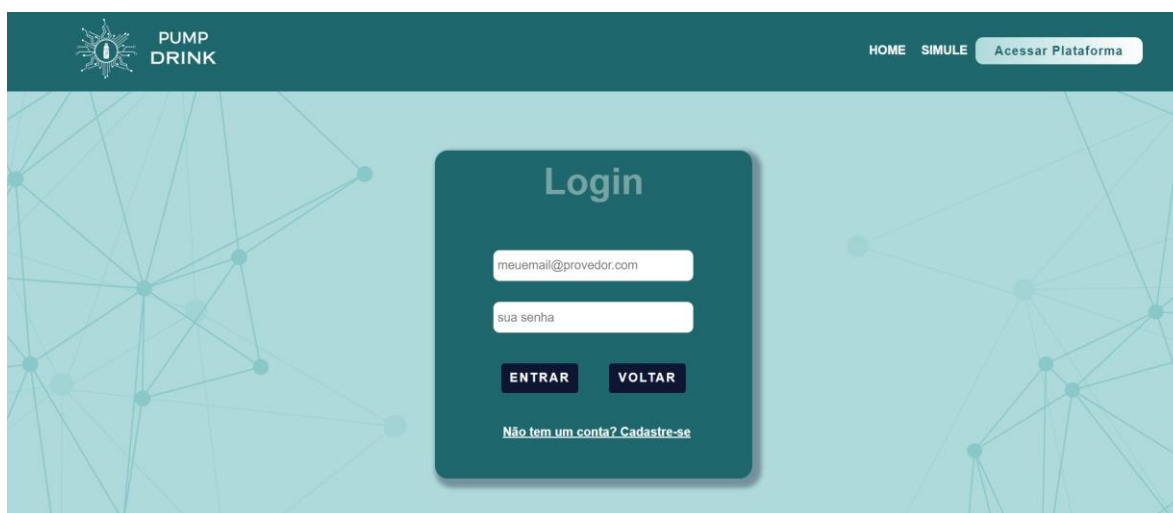 PUMP
DRINK
HOME SIMULE Acessar Plataforma
Login
meuemail@provedor.com
sua senha
ENTRAR VOLTAR
Não tem um conta? Cadastre-se